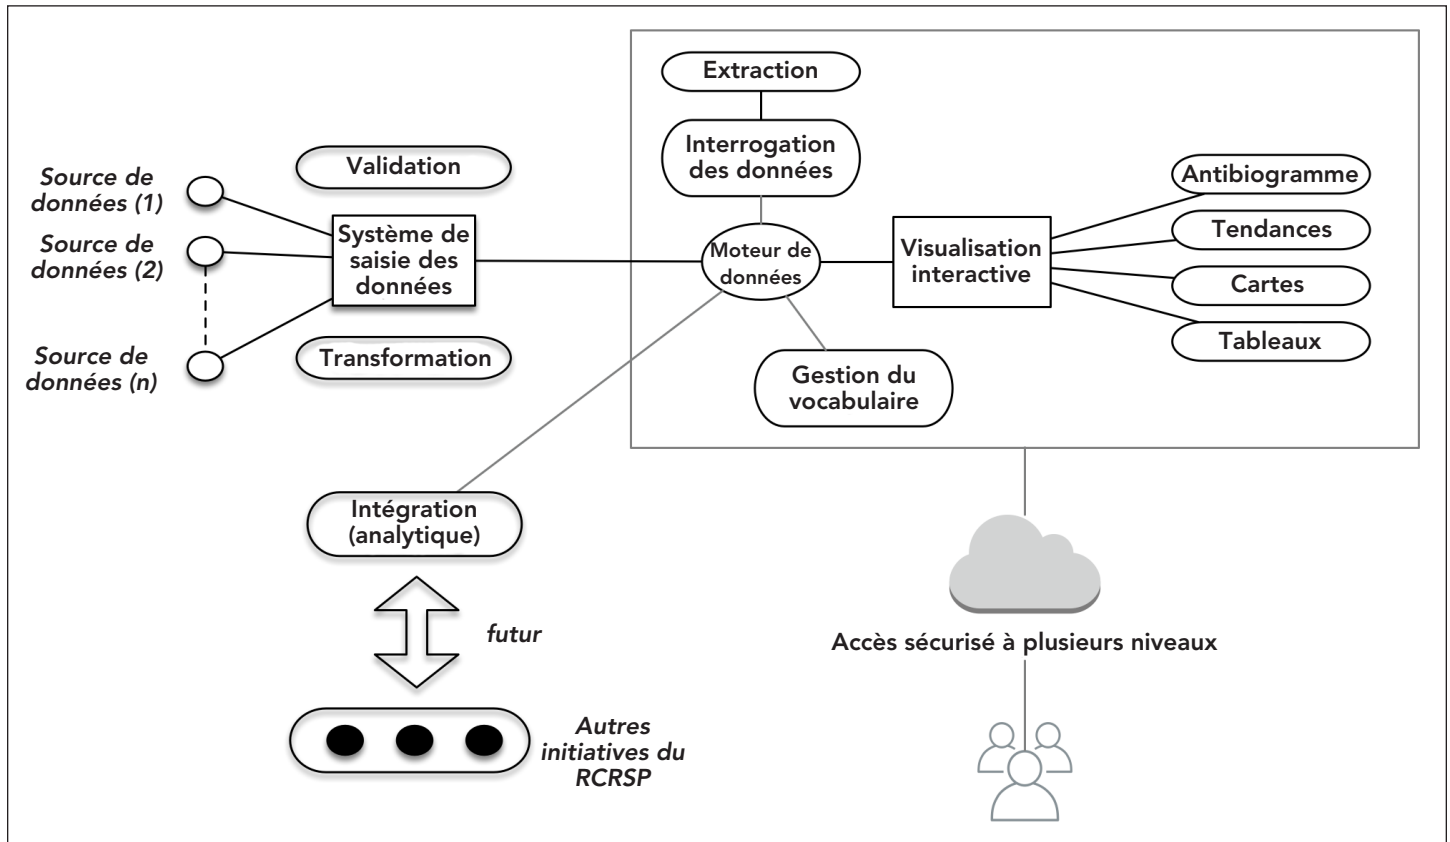 Extraction
Interrogation
des données
Validation
Source de
données (1)
Source de
données (2)
Source de
données (n)
Système de
saisie des
données
Transformation
Moteur de
données
Visualisation
interactive
Antibiogramme
Tendances
Cartes
Tableaux
Gestion du
vocabulaire
Intégration
(analytique)
futur
Autres
initiatives du
RCRSP
Accès sécurisé à plusieurs niveaux